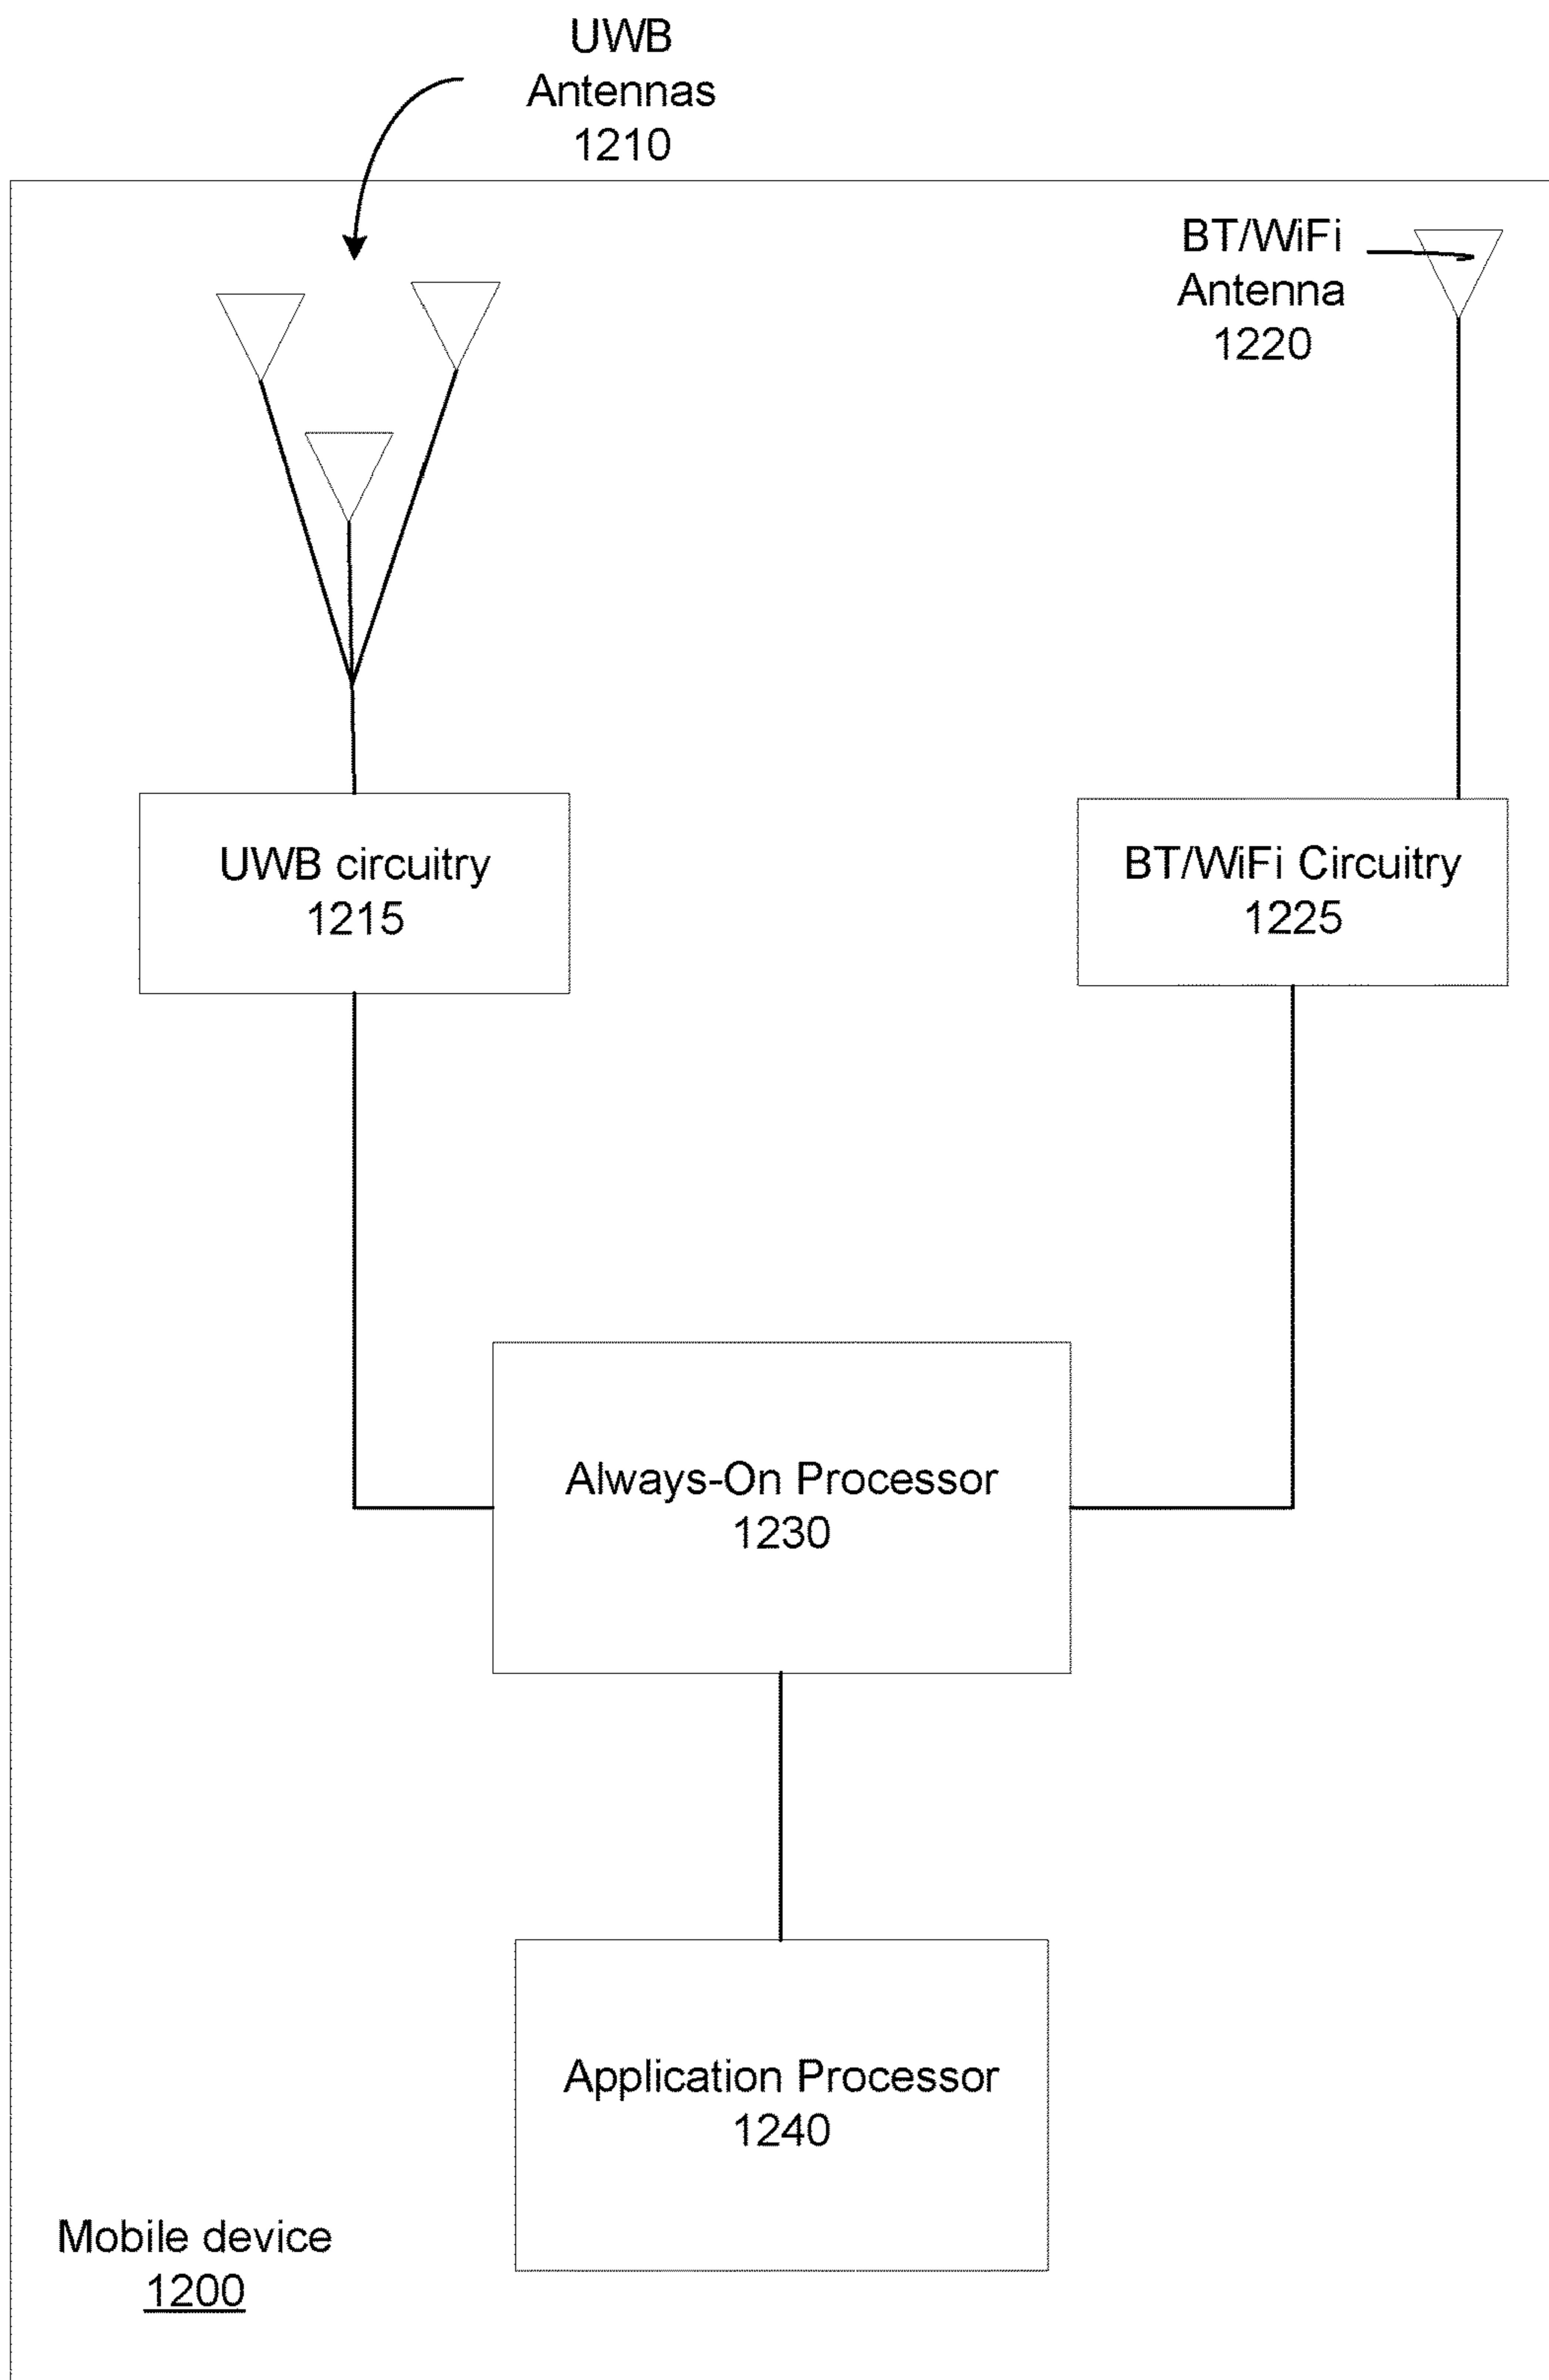 UWB
Antennas
1210
BT/WiFi
Antenna
1220
UWB circuitry
1215
BT/WiFi Circuitry
1225
Always-On Processor
1230
Application Processor
1240
Mobile device
1200